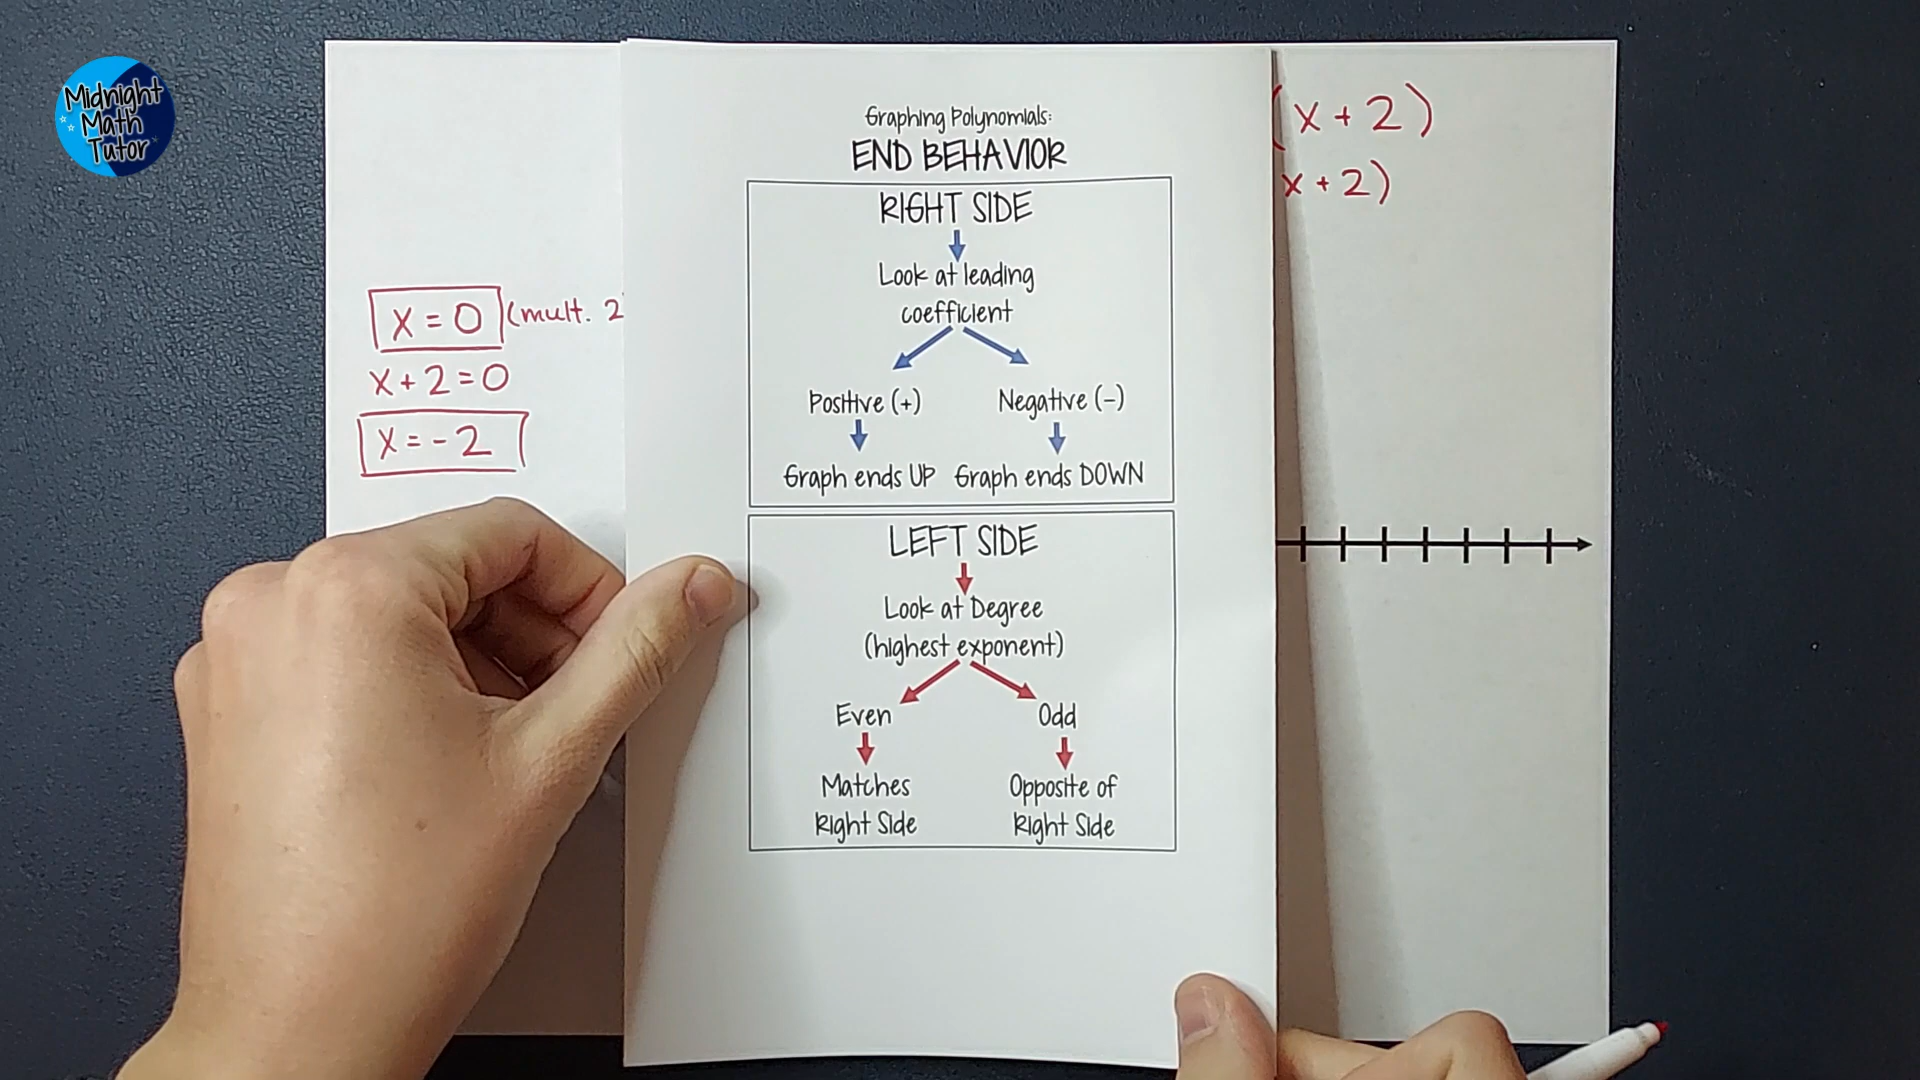 Midnight
Math
Tutor
x = 0 (mult. 2
x + 2 = 0
x = -2
Graphing Polynomials:
END BEHAVIOR
RIGHT SIDE
Look at leading
coefficient
Positive (+) Negative (-)
Graph ends UP Graph ends DOWN
LEFT SIDE
Look at Degree
(highest exponent)
Even Odd
Matches Opposite of
Right Side Right Side
(x + 2)
x + 2)